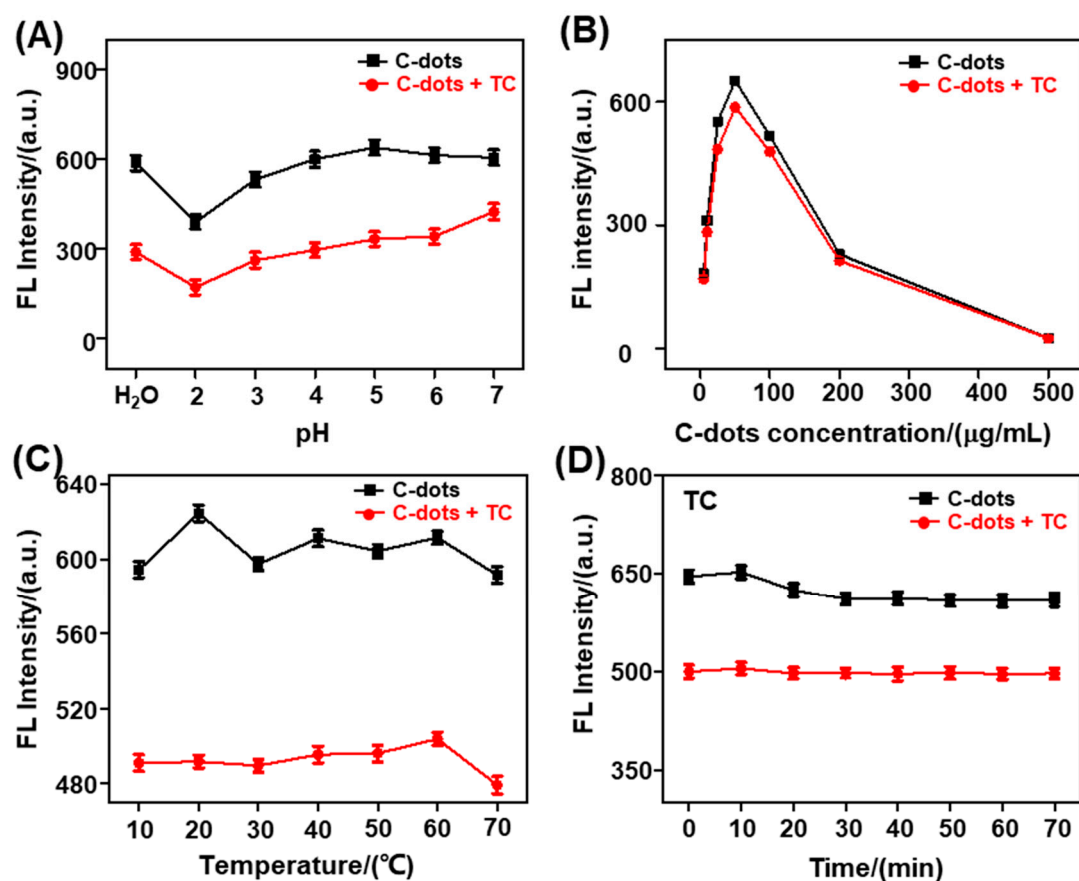 (A)
FL Intensity/(a.u.)
900
600
300
0
C-dots
C-dots + TC
H₂O 2 3 4 5 6 7
pH
(B)
FL intensity/(a.u.)
600
300
0
C-dots
C-dots + TC
0 100 200 300 400 500
C-dots concentration/(μg/mL)
(C)
FL Intensity/(a.u.)
640
600
560
520
480
C-dots
C-dots + TC
10 20 30 40 50 60 70
Temperature/(℃)
(D)
FL Intensity/(a.u.)
800
650
500
350
TC
C-dots
C-dots + TC
0 10 20 30 40 50 60 70
Time/(min)